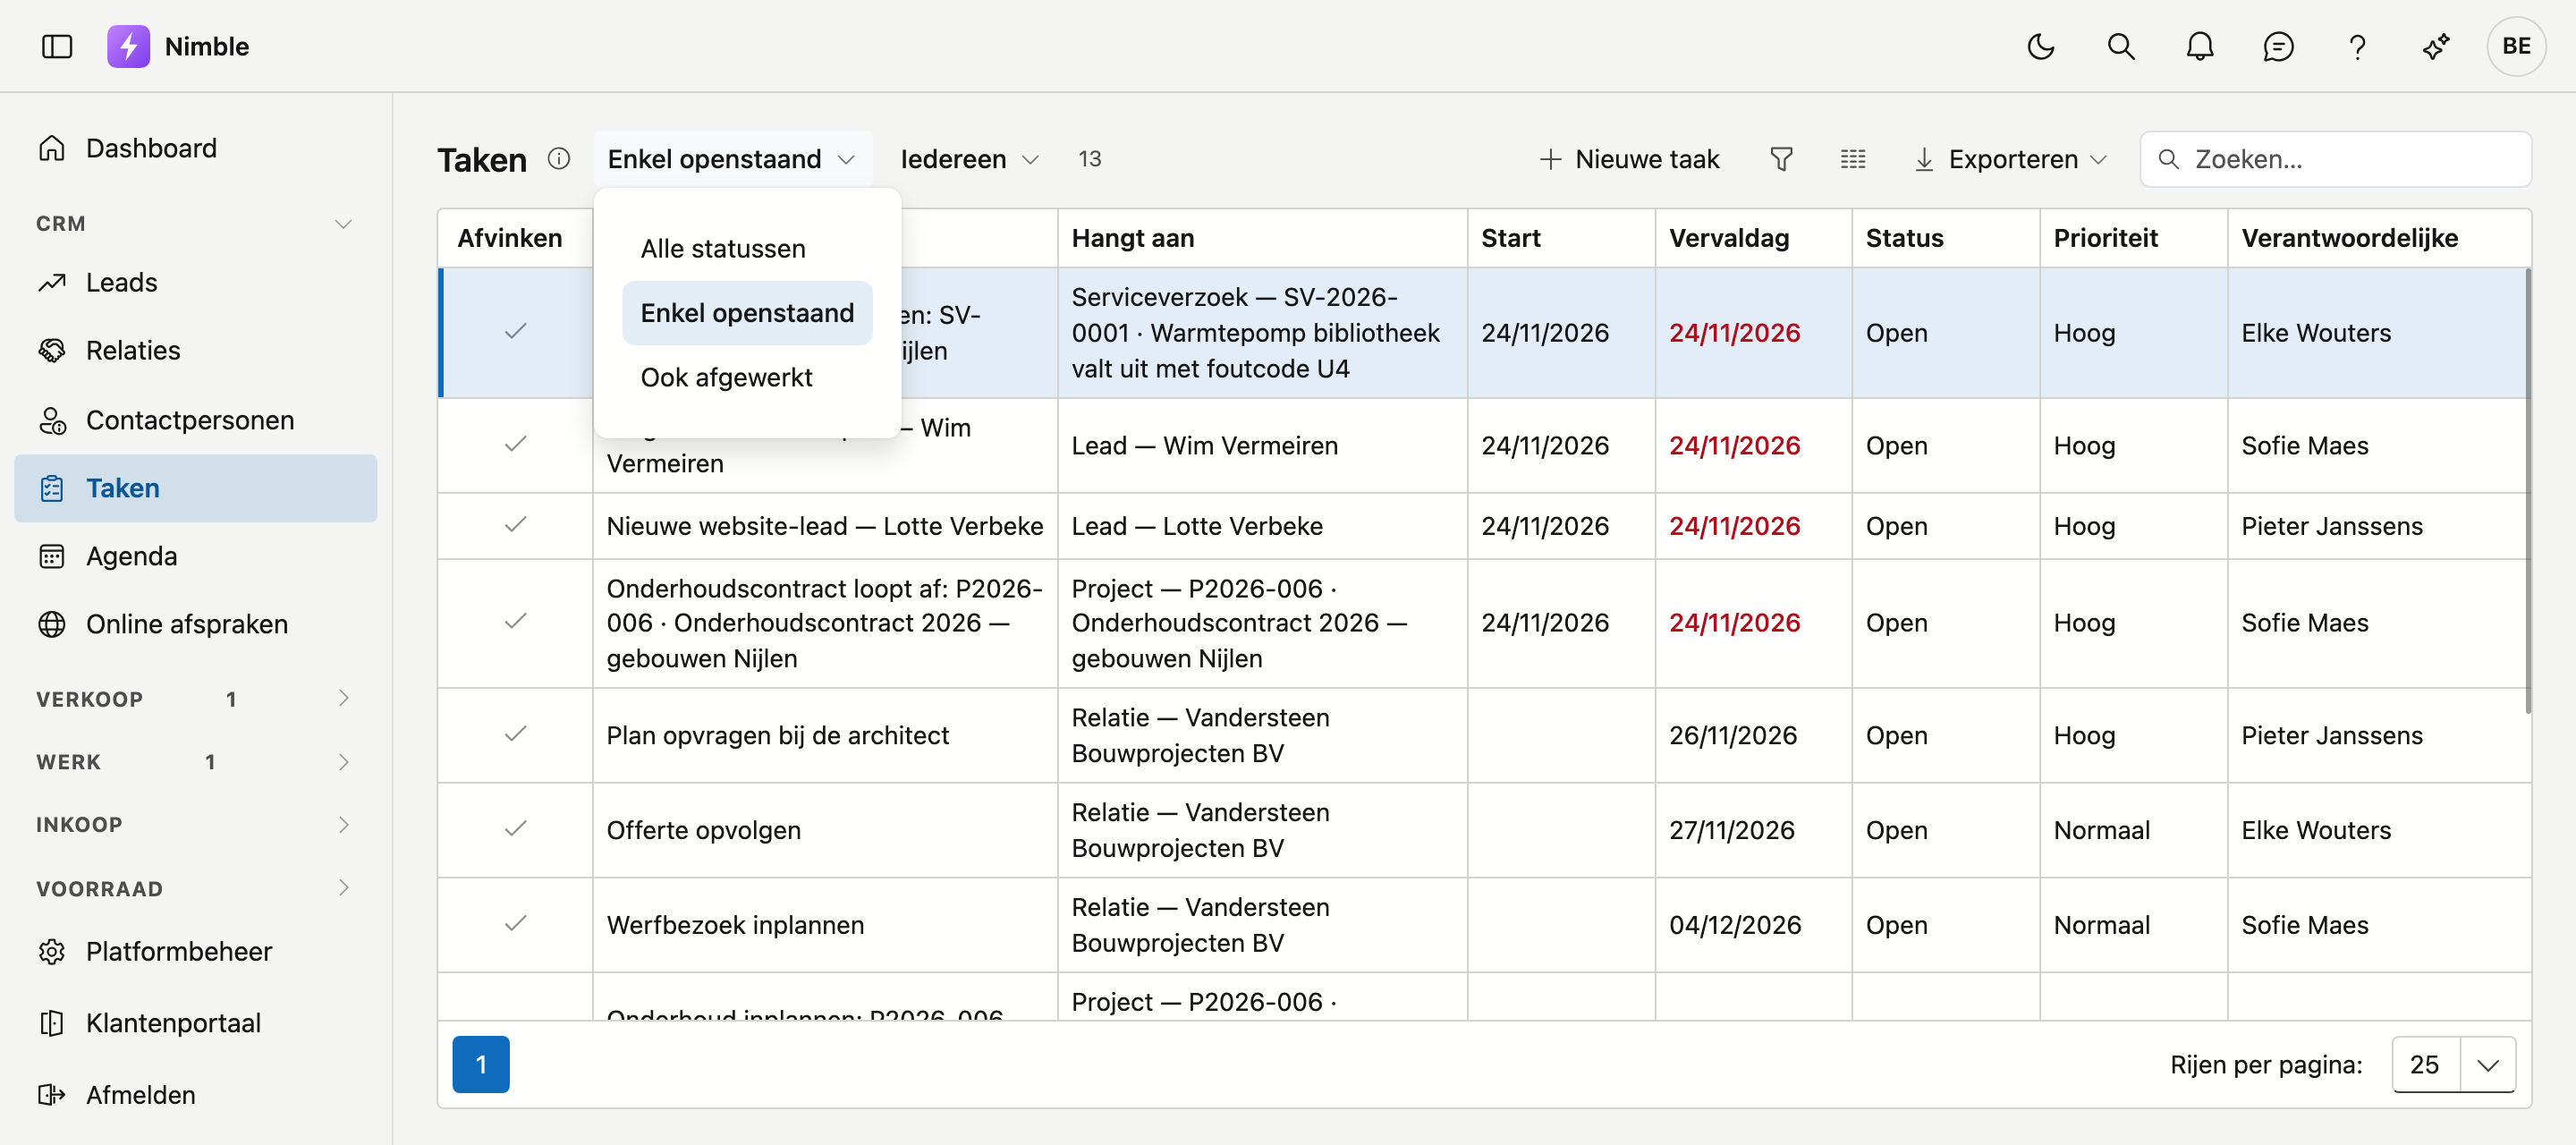 Nimble
BE
Dashboard
CRM
Leads
Relaties
Contactpersonen
Taken
Agenda
Online afspraken
VERKOOP 1
WERK 1
INKOOP
VOORRAAD
Platformbeheer
Klantenportaal
Afmelden
Taken Enkel openstaand Iedereen 13 Nieuwe taak Exporteren Zoeken...
Alle statussen
Enkel openstaand
Ook afgewerkt
Afvinken Hangt aan Start Vervaldag Status Prioriteit Verantwoordelijke
en: SV-
ijlen
Serviceverzoek — SV-2026-
0001 · Warmtepomp bibliotheek
valt uit met foutcode U4
24/11/2026 24/11/2026 Open Hoog Elke Wouters
— Wim
Vermeiren
Lead — Wim Vermeiren 24/11/2026 24/11/2026 Open Hoog Sofie Maes
Nieuwe website-lead — Lotte Verbeke Lead — Lotte Verbeke 24/11/2026 24/11/2026 Open Hoog Pieter Janssens
Onderhoudscontract loopt af: P2026-
006 · Onderhoudscontract 2026 —
gebouwen Nijlen
Project — P2026-006 ·
Onderhoudscontract 2026 —
gebouwen Nijlen
24/11/2026 24/11/2026 Open Hoog Sofie Maes
Plan opvragen bij de architect
Relatie — Vandersteen
Bouwprojecten BV
26/11/2026 Open Hoog Pieter Janssens
Offerte opvolgen
Relatie — Vandersteen
Bouwprojecten BV
27/11/2026 Open Normaal Elke Wouters
Werfbezoek inplannen
Relatie — Vandersteen
Bouwprojecten BV
04/12/2026 Open Normaal Sofie Maes
Onderhoud inplannen: P2026-006
Project — P2026-006 ·
1 Rijen per pagina: 25